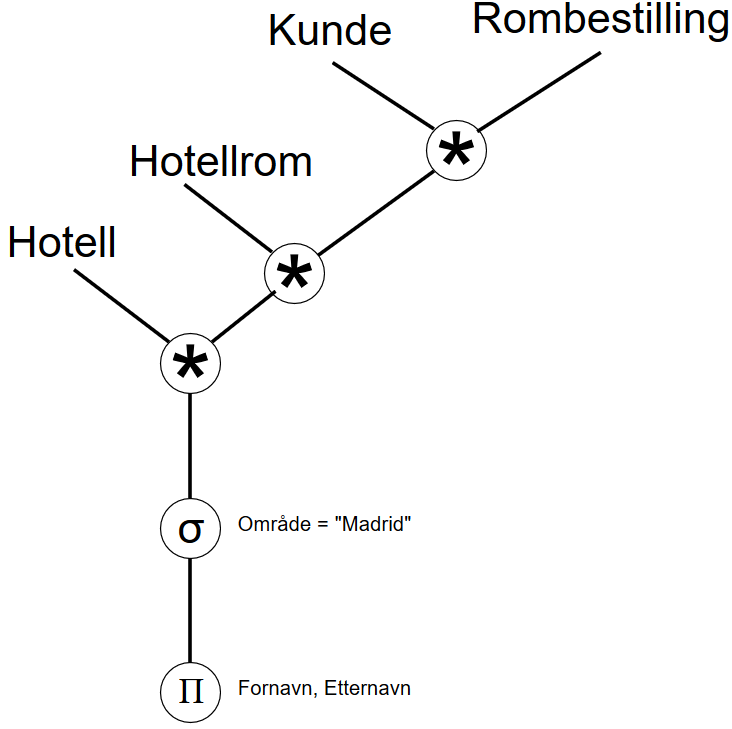 Kunde
Rombestilling
*
Hotellrom
*
Hotell
*
σ Område = "Madrid"
Π Fornavn, Etternavn